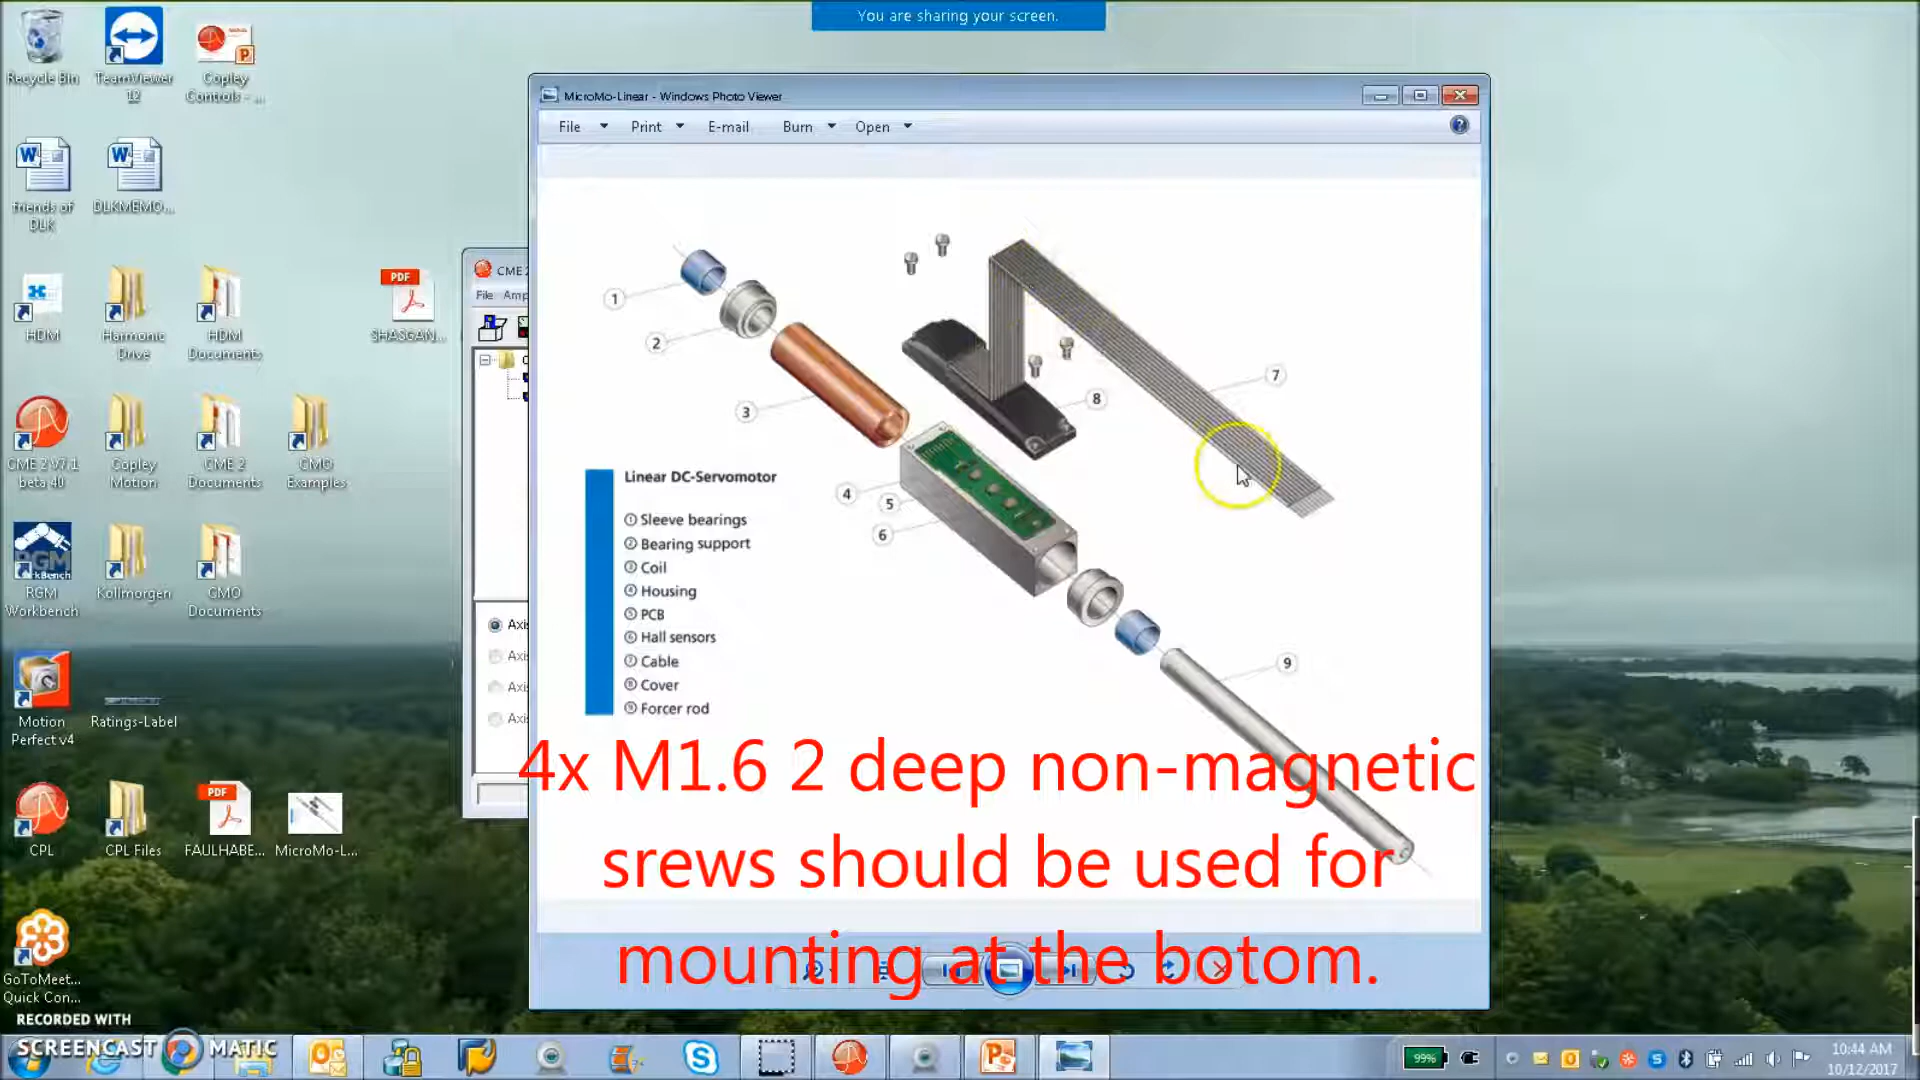 You are sharing your screen.
Recycle Bin
TeamViewer 12
Copley Controls - ...
friends of DLK
DLKMEMO...
HDM
Harmonic Drive
HDM Documents
SHASGAN...
CME 2 V7.1 beta 40
Copley Motion
CME 2 Documents
CMO Examples
RGM Workbench
Kollmorgen
CMO Documents
Motion Perfect v4
Ratings-Label
CPL
CPL Files
FAULHABE...
MicroMo-L...
GoToMeet... Quick Con...
CME 2
File Amp
Axis
Axis
Axis
Axis
MicroMo-Linear - Windows Photo Viewer
File
Print
E-mail
Burn
Open
1
2
3
4
5
6
7
8
9
Linear DC-Servomotor
① Sleeve bearings
② Bearing support
③ Coil
④ Housing
⑤ PCB
⑥ Hall sensors
⑦ Cable
⑧ Cover
⑨ Forcer rod
4x M1.6 2 deep non-magnetic
srews should be used for
mounting at the botom.
RECORDED WITH
SCREENCAST MATIC
99%
10:44 AM
10/12/2017